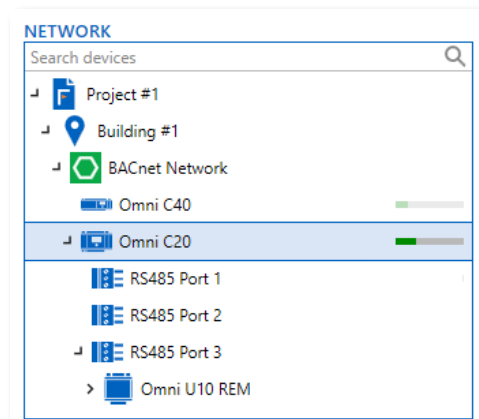 NETWORK
Search devices
Project #1
Building #1
BACnet Network
Omni C40
Omni C20
RS485 Port 1
RS485 Port 2
RS485 Port 3
Omni U10 REM